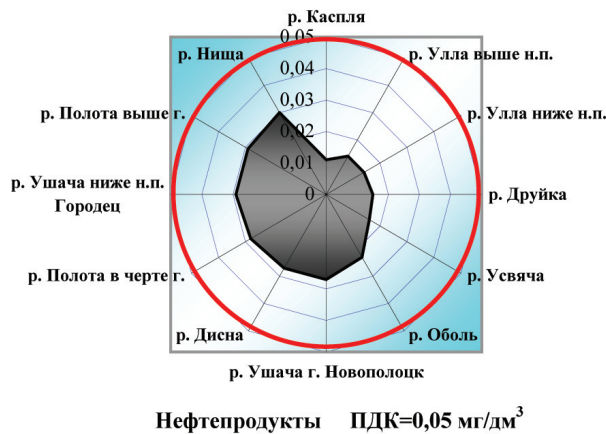 р. Каспля
0,05
р. Нища
р. Улла выше н.п.
0,04
0,03
р. Полота выше г.
р. Улла ниже н.п.
0,02
0,01
р. Ушача ниже н.п.
Городец
0
р. Друйка
р. Полота в черте г.
р. Усвяча
р. Дисна
р. Оболь
р. Ушача г. Новополоцк
Нефтепродукты ПДК=0,05 мг/дм³